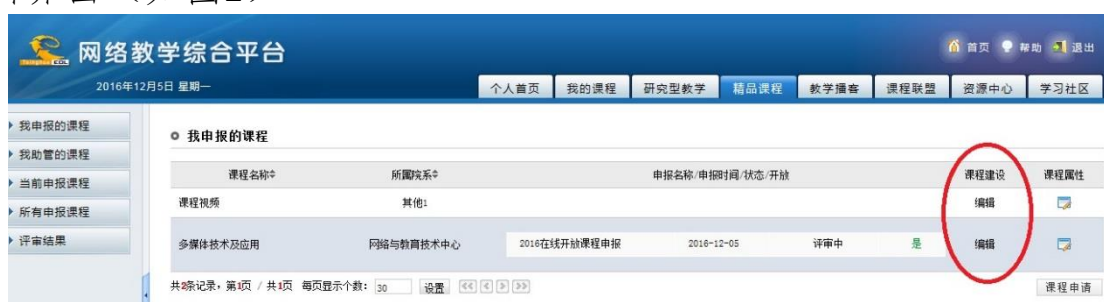 网络教学综合平台
首页 帮助 退出
2016年12月5日 星期一
个人首页 我的课程 研究型教学 精品课程 教学播客 课程联盟 资源中心 学习社区
我申报的课程
我助管的课程
当前申报课程
所有申报课程
评审结果
我申报的课程
课程名称 所属院系 申报名称/申报时间/状态/开放 课程建设 课程属性
课程视频 其他1 编辑
多媒体技术及应用 网络与教育技术中心 2016在线开放课程申报 2016-12-05 评审中 是 编辑
共2条记录，第1页 / 共1页 每页显示个数： 30 设置
课程申请